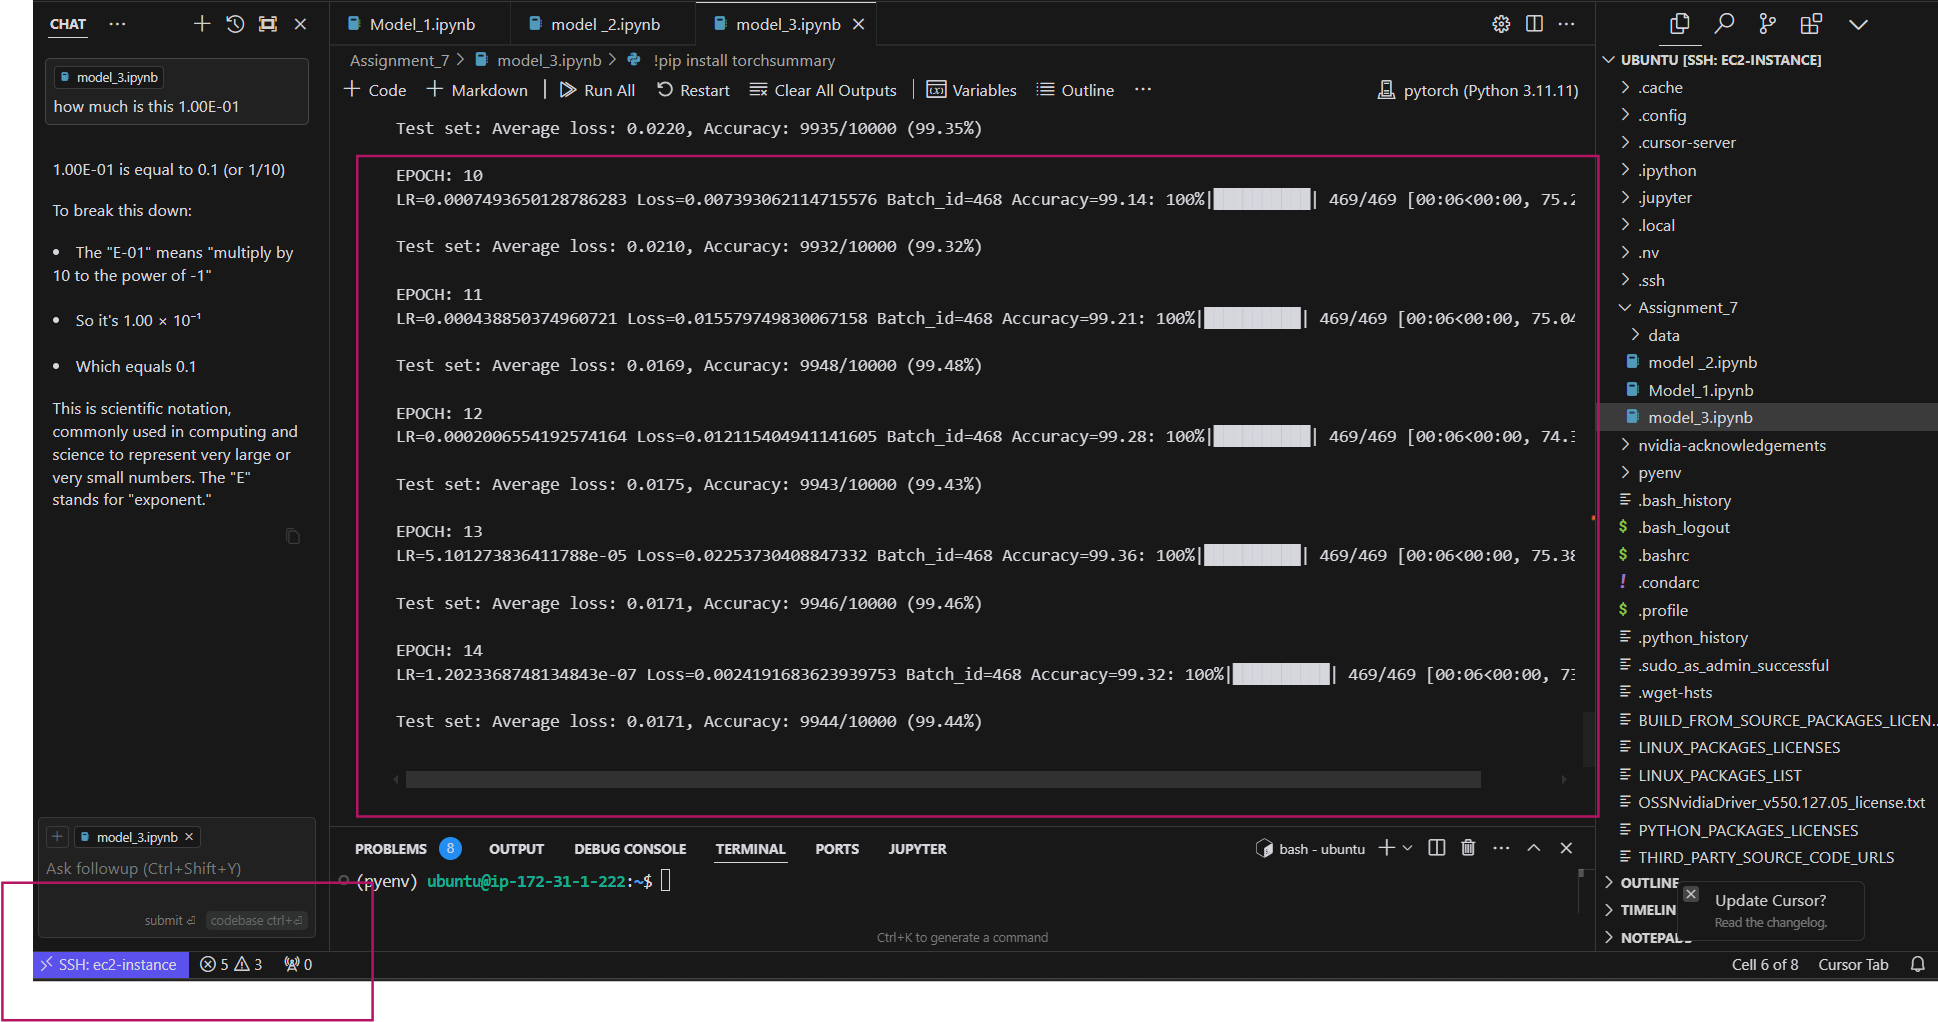 CHAT
model_3.ipynb
how much is this 1.00E-01
1.00E-01 is equal to 0.1 (or 1/10)
To break this down:
• The "E-01" means "multiply by
10 to the power of -1"
• So it's 1.00 × 10⁻¹
• Which equals 0.1
This is scientific notation,
commonly used in computing and
science to represent very large or
very small numbers. The "E"
stands for "exponent."
model_3.ipynb
Ask followup (Ctrl+Shift+Y)
submit codebase ctrl+
Model_1.ipynb model _2.ipynb model_3.ipynb
Assignment_7 > model_3.ipynb > !pip install torchsummary
+ Code + Markdown | Run All Restart Clear All Outputs | Variables Outline ... pytorch (Python 3.11.11)
Test set: Average loss: 0.0220, Accuracy: 9935/10000 (99.35%)
EPOCH: 10
LR=0.0007493650128786283 Loss=0.007393062114715576 Batch_id=468 Accuracy=99.14: 100%|██████████| 469/469 [00:06<00:00, 75.2
Test set: Average loss: 0.0210, Accuracy: 9932/10000 (99.32%)
EPOCH: 11
LR=0.000438850374960721 Loss=0.015579749830067158 Batch_id=468 Accuracy=99.21: 100%|██████████| 469/469 [00:06<00:00, 75.04
Test set: Average loss: 0.0169, Accuracy: 9948/10000 (99.48%)
EPOCH: 12
LR=0.0002006554192574164 Loss=0.012115404941141605 Batch_id=468 Accuracy=99.28: 100%|██████████| 469/469 [00:06<00:00, 74.3
Test set: Average loss: 0.0175, Accuracy: 9943/10000 (99.43%)
EPOCH: 13
LR=5.101273836411788e-05 Loss=0.02253730408847332 Batch_id=468 Accuracy=99.36: 100%|██████████| 469/469 [00:06<00:00, 75.38
Test set: Average loss: 0.0171, Accuracy: 9946/10000 (99.46%)
EPOCH: 14
LR=1.2023368748134843e-07 Loss=0.0024191683623939753 Batch_id=468 Accuracy=99.32: 100%|██████████| 469/469 [00:06<00:00, 73
Test set: Average loss: 0.0171, Accuracy: 9944/10000 (99.44%)
PROBLEMS 8 OUTPUT DEBUG CONSOLE TERMINAL PORTS JUPYTER bash - ubuntu
(pyenv) ubuntu@ip-172-31-1-222:~$
Ctrl+K to generate a command
UBUNTU [SSH: EC2-INSTANCE]
.cache
.config
.cursor-server
.ipython
.jupyter
.local
.nv
.ssh
Assignment_7
data
model _2.ipynb
Model_1.ipynb
model_3.ipynb
nvidia-acknowledgements
pyenv
.bash_history
$ .bash_logout
$ .bashrc
! .condarc
$ .profile
.python_history
.sudo_as_admin_successful
.wget-hsts
BUILD_FROM_SOURCE_PACKAGES_LICEN...
LINUX_PACKAGES_LICENSES
LINUX_PACKAGES_LIST
OSSNvidiaDriver_v550.127.05_license.txt
PYTHON_PACKAGES_LICENSES
THIRD_PARTY_SOURCE_CODE_URLS
OUTLINE
TIMELIN
NOTEPADS
Update Cursor?
Read the changelog.
SSH: ec2-instance 5 3 0
Cell 6 of 8 Cursor Tab